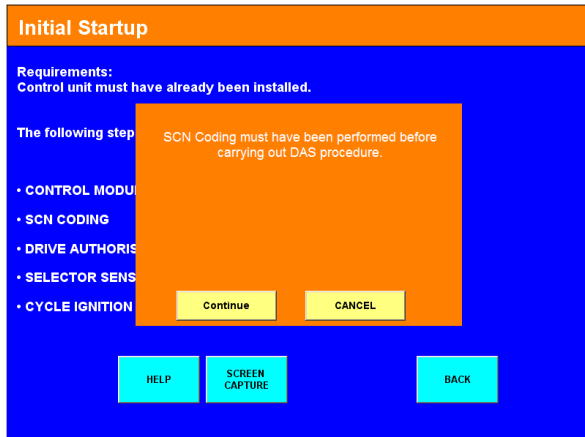 Initial Startup
Requirements:
Control unit must have already been installed.
The following step
SCN Coding must have been performed before
carrying out DAS procedure.
• CONTROL MODU
• SCN CODING
• DRIVE AUTHORIS
• SELECTOR SENS
• CYCLE IGNITION
Continue
CANCEL
HELP
SCREEN
CAPTURE
BACK